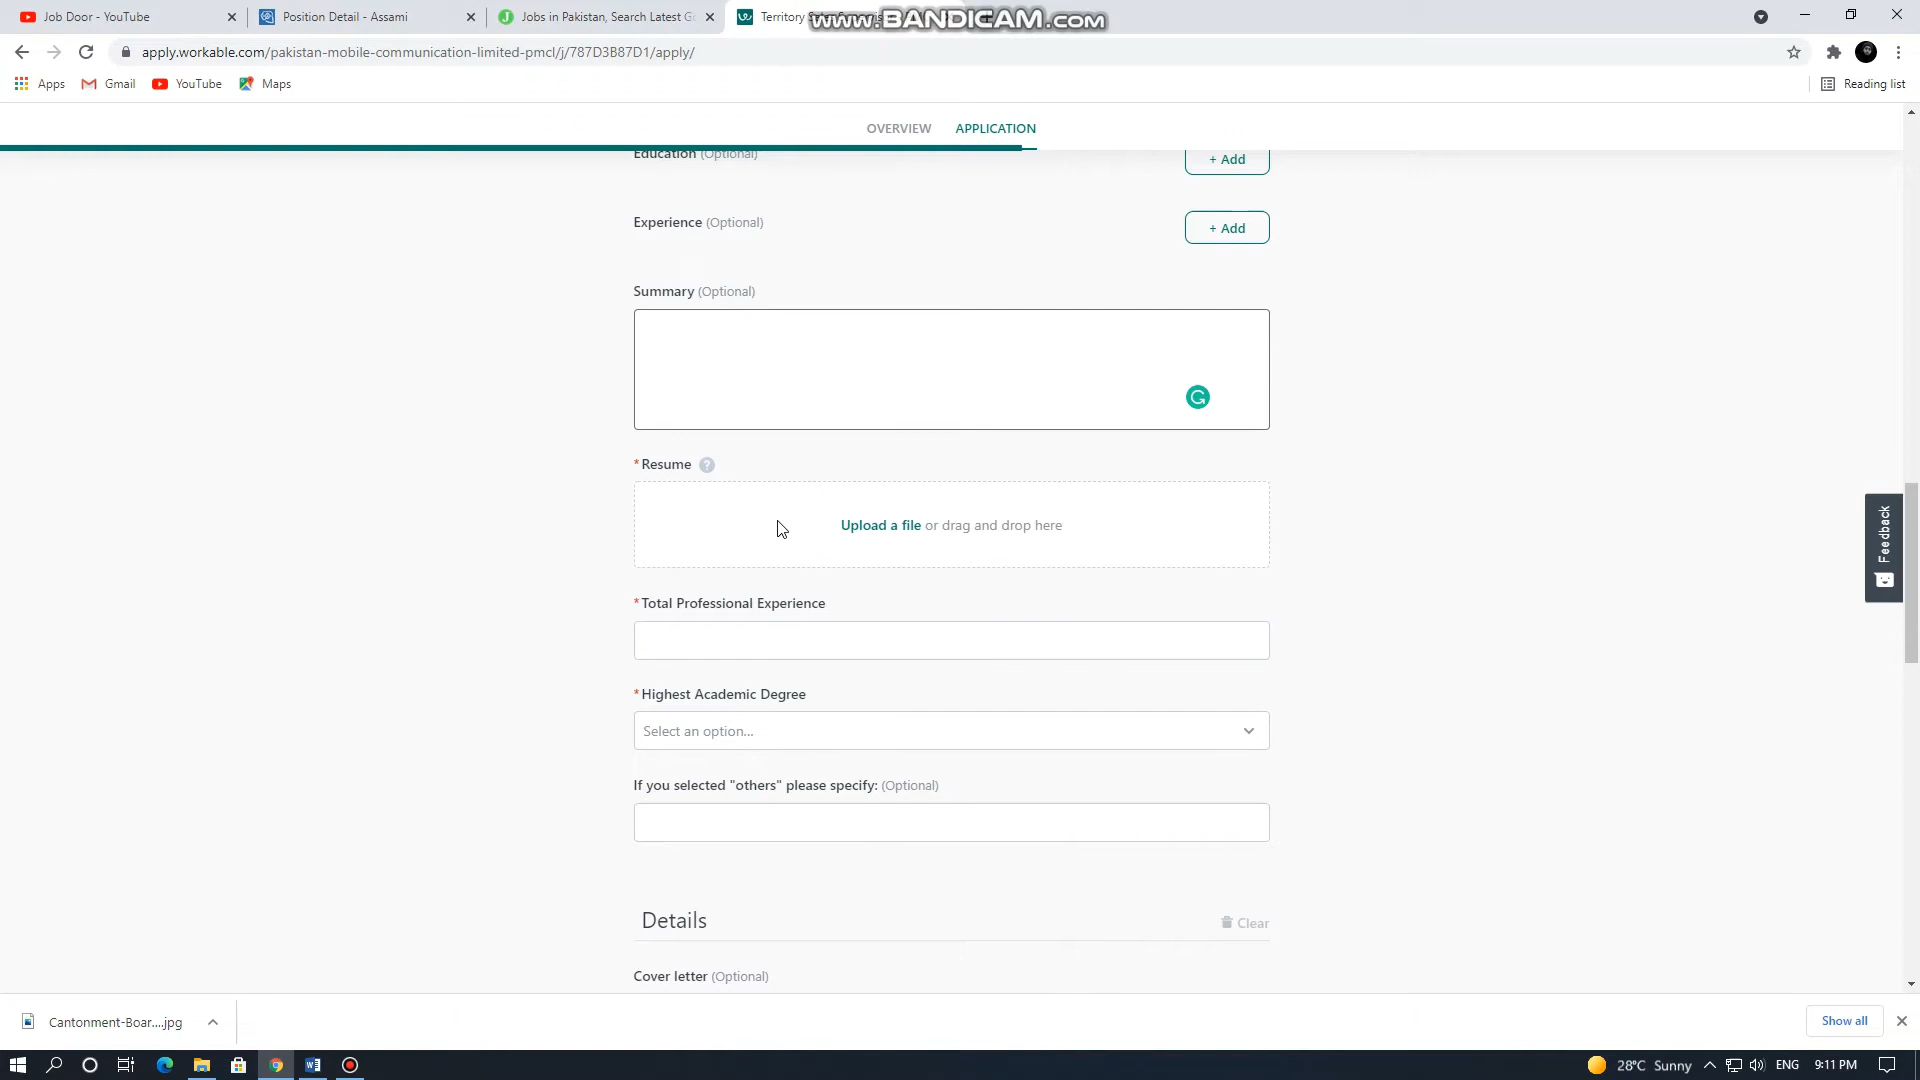 Job Door - YouTube
Position Detail - Assami
Jobs in Pakistan, Search Latest Go
Territory Sales
www.BANDICAM.com
apply.workable.com/pakistan-mobile-communication-limited-pmcl/j/787D3B87D1/apply/
Apps
Gmail
YouTube
Maps
Reading list
OVERVIEW
APPLICATION
Education (Optional)
+ Add
Experience (Optional)
+ Add
Summary (Optional)
* Resume ?
Upload a file or drag and drop here
Feedback
* Total Professional Experience
* Highest Academic Degree
Select an option...
If you selected "others" please specify: (Optional)
Details
Clear
Cover letter (Optional)
Cantonment-Boar....jpg
Show all
28°C Sunny
ENG
9:11 PM